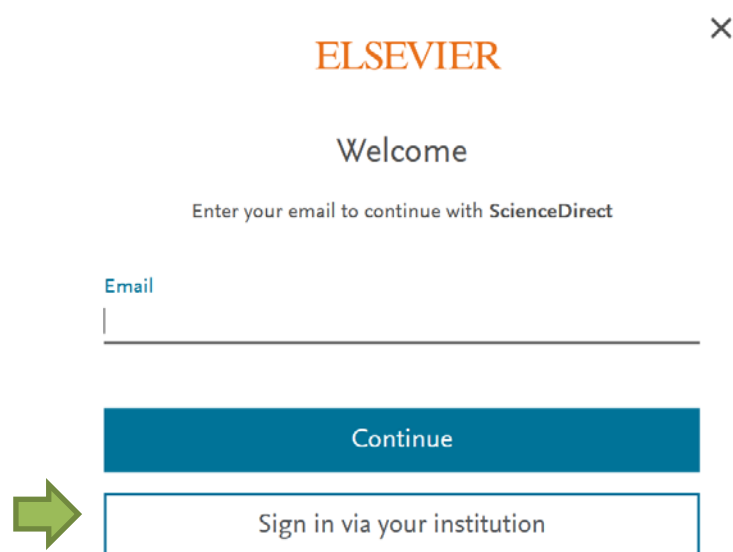 ELSEVIER
Welcome
Enter your email to continue with ScienceDirect
Email
Continue
Sign in via your institution